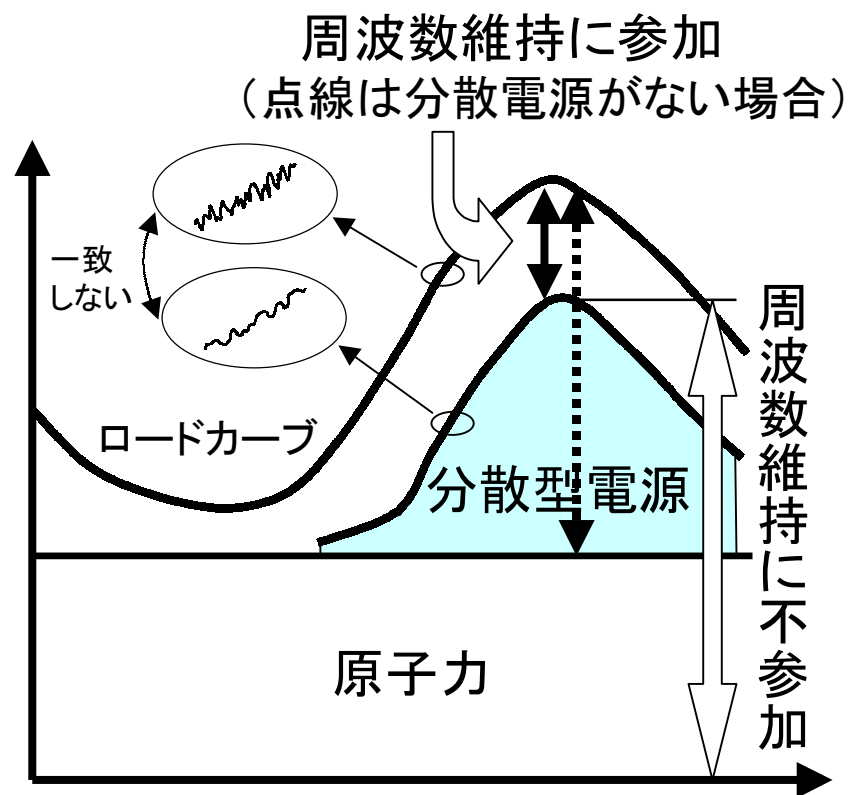 周波数維持に参加
（点線は分散電源がない場合）
一致
しない
ロードカーブ
分散型電源
周波数維持に不参加
原子力